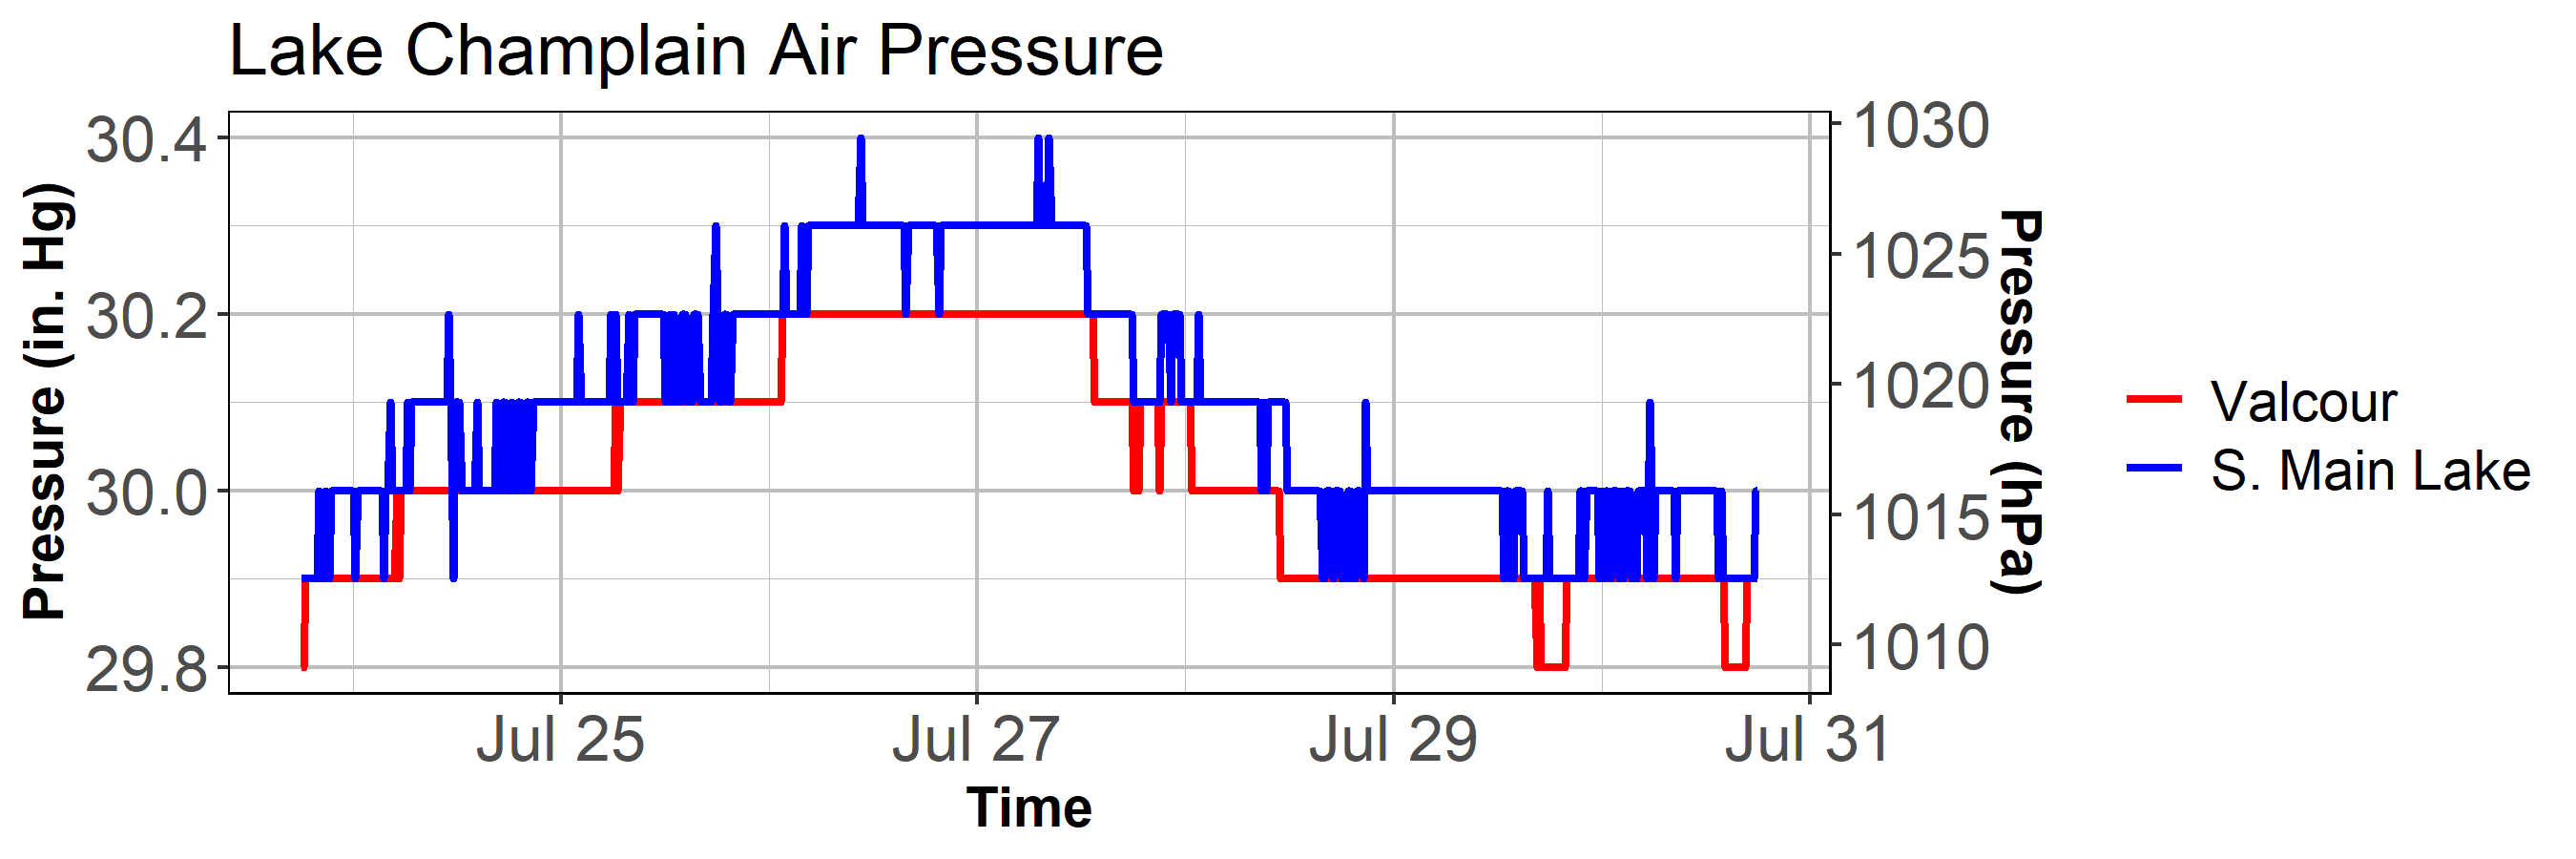 Lake Champlain Air Pressure
Pressure (in. Hg)
30.4
30.2
30.0
29.8
1030
1025
1020
1015
1010
Pressure (hPa)
Jul 25 Jul 27 Jul 29 Jul 31
Time
Valcour
S. Main Lake